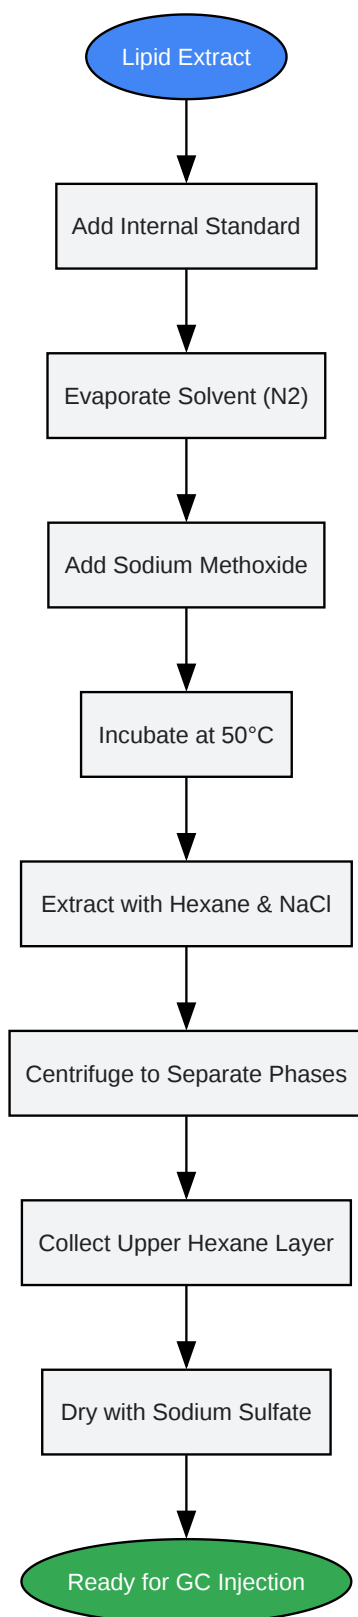 Lipid Extract
Add Internal Standard
Evaporate Solvent (N2)
Add Sodium Methoxide
Incubate at 50°C
Extract with Hexane & NaCl
Centrifuge to Separate Phases
Collect Upper Hexane Layer
Dry with Sodium Sulfate
Ready for GC Injection